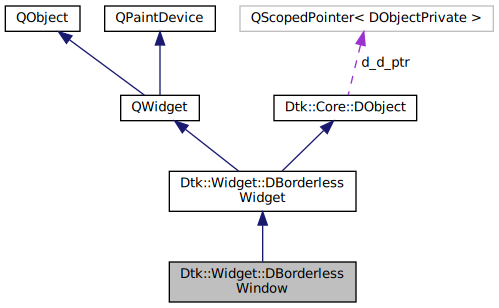 QObject
QPaintDevice
QScopedPointer< DObjectPrivate >
d_d_ptr
QWidget
Dtk::Core::DObject
Dtk::Widget::DBorderless
Widget
Dtk::Widget::DBorderless
Window